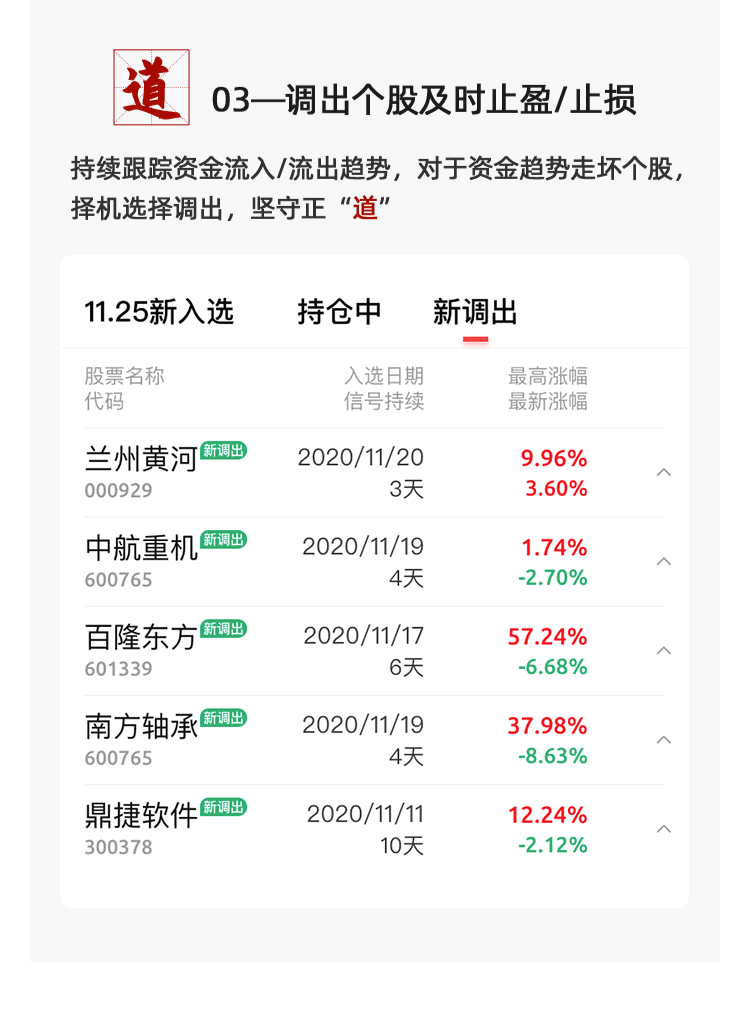 道
03—调出个股及时止盈/止损
持续跟踪资金流入/流出趋势，对于资金趋势走坏个股，
择机选择调出，坚守正“道”
11.25新入选 持仓中 新调出
股票名称 入选日期 最高涨幅
代码 信号持续 最新涨幅
兰州黄河 新调出 2020/11/20 9.96%
000929 3天 3.60%
中航重机 新调出 2020/11/19 1.74%
600765 4天 -2.70%
百隆东方 新调出 2020/11/17 57.24%
601339 6天 -6.68%
南方轴承 新调出 2020/11/19 37.98%
600765 4天 -8.63%
鼎捷软件 新调出 2020/11/11 12.24%
300378 10天 -2.12%